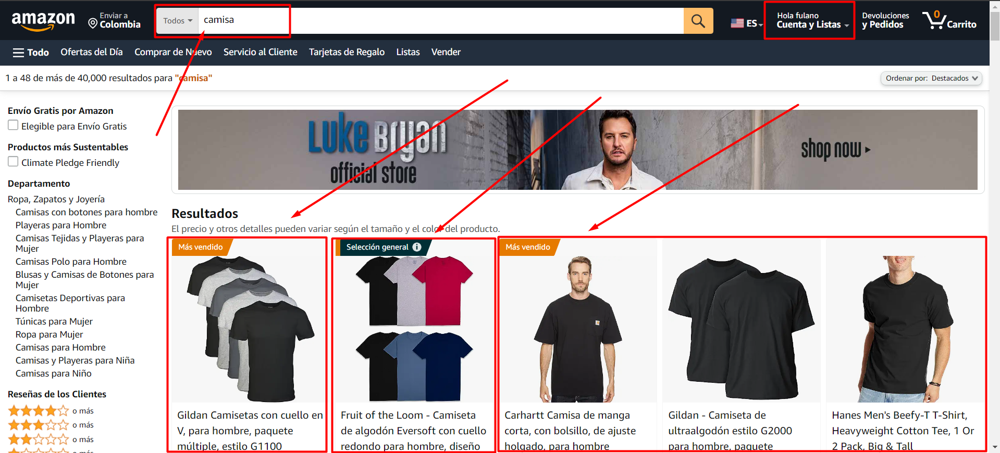 amazon
Enviar a
Colombia
Todos
camisa
ES
Hola fulano
Cuenta y Listas
Devoluciones
y Pedidos
0
Carrito
Todo
Ofertas del Día
Comprar de Nuevo
Servicio al Cliente
Tarjetas de Regalo
Listas
Vender
1 a 48 de más de 40,000 resultados para "camisa"
Ordenar por: Destacados
Envío Gratis por Amazon
Elegible para Envío Gratis
Productos más Sustentables
Climate Pledge Friendly
Departamento
Ropa, Zapatos y Joyería
Camisas con botones para hombre
Playeras para Hombre
Camisas Tejidas y Playeras para
Mujer
Camisas Polo para Hombre
Blusas y Camisas de Botones para
Mujer
Camisetas Deportivas para
Hombre
Túnicas para Mujer
Ropa para Mujer
Camisas para Hombre
Camisas y Playeras para Niña
Camisas para Niño
Reseñas de los Clientes
o más
o más
o más
o más
LUKE BRYAN
official store
shop now
Resultados
El precio y otros detalles pueden variar según el tamaño y el color del producto.
Más vendido
Gildan Camisetas con cuello en
V, para hombre, paquete
múltiple, estilo G1100
Selección general
Fruit of the Loom - Camiseta
de algodón Eversoft con cuello
redondo para hombre, diseño
Más vendido
Carhartt Camisa de manga
corta, con bolsillo, de ajuste
holgado, para hombre
Gildan - Camiseta de
ultraalgodón estilo G2000
para hombre, paquete
Hanes Men's Beefy-T T-Shirt,
Heavyweight Cotton Tee, 1 Or
2 Pack, Big & Tall